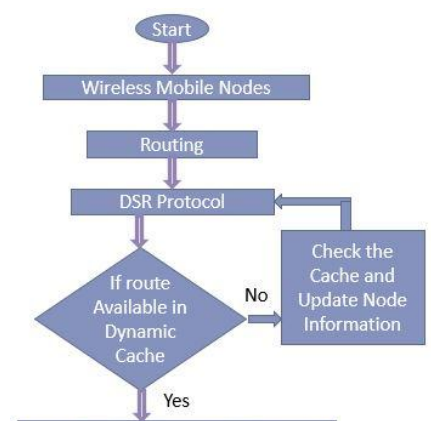 Start
Wireless Mobile Nodes
Routing
DSR Protocol
Check the
Cache and
Update Node
Information
If route
Available in
Dynamic
Cache
No
Yes